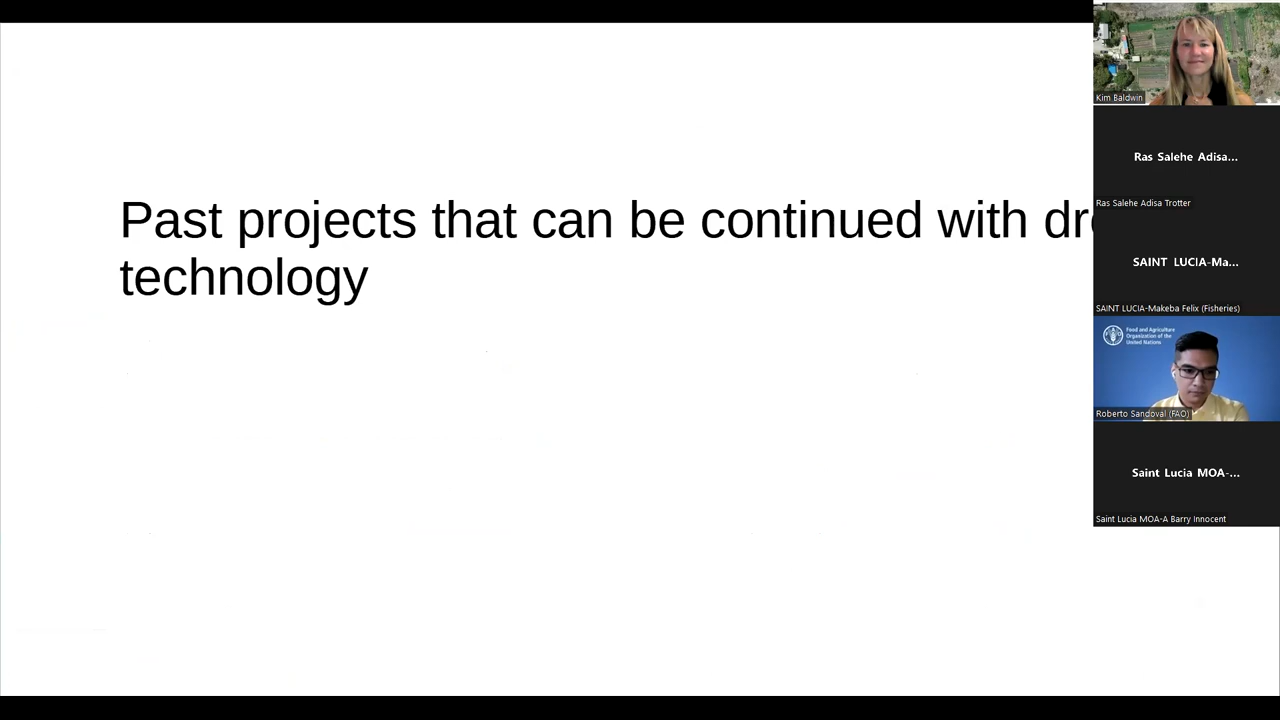 Past projects that can be continued with
technology
Kim Baldwin
Ras Salehe Adisa...
Ras Salehe Adisa Trotter
SAINT LUCIA-Ma...
SAINT LUCIA-Makeba Felix (Fisheries)
Food and Agriculture
Organization of the
United Nations
Roberto Sandoval (FAO)
Saint Lucia MOA-...
Saint Lucia MOA-A Barry Innocent